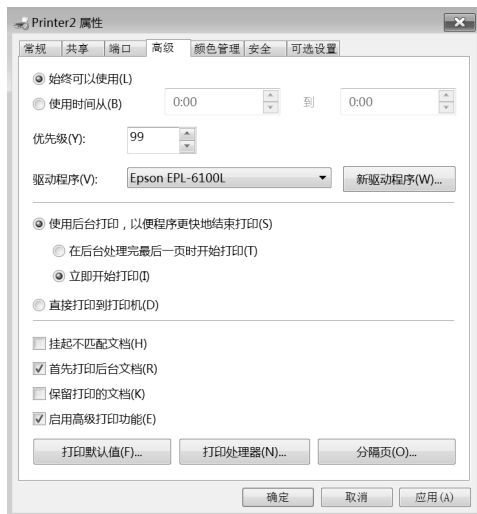 Printer2 属性
常规 共享 端口 高级 颜色管理 安全 可选设置
始终可以使用(L)
使用时间从(B) 0:00 到 0:00
优先级(Y): 99
驱动程序(V): Epson EPL-6100L 新驱动程序(W)...
使用后台打印，以便程序更快地结束打印(S)
在后台处理完最后一页时开始打印(T)
立即开始打印(I)
直接打印到打印机(D)
挂起不匹配文档(H)
首先打印后台文档(R)
保留打印的文档(K)
启用高级打印功能(E)
打印默认值(F)... 打印处理器(N)... 分隔页(O)...
确定 取消 应用(A)